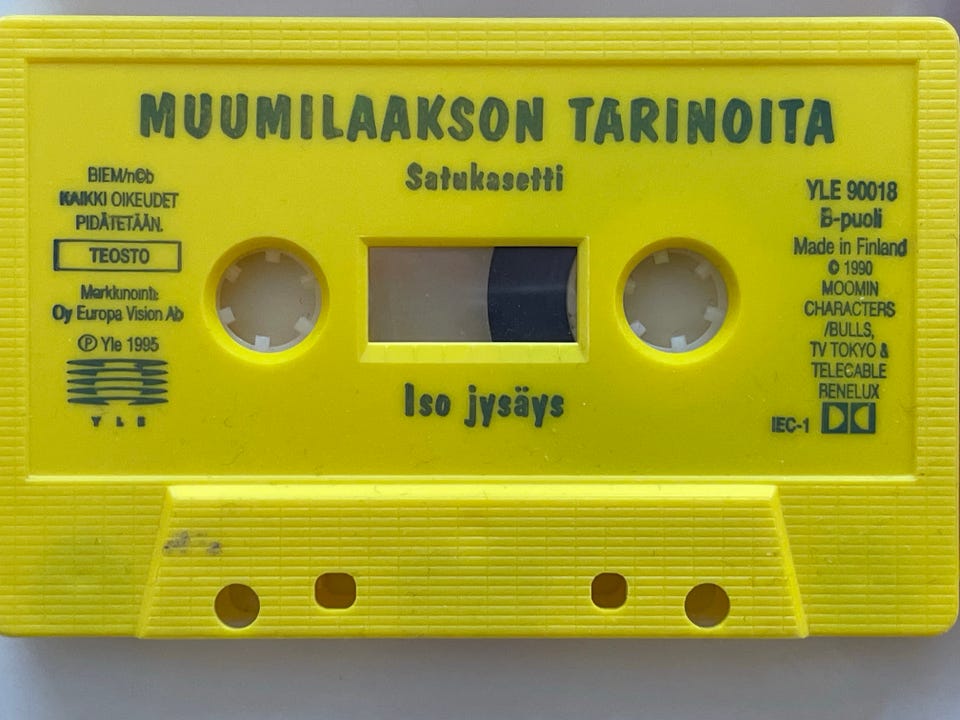 MUUMILAAKSON TARINOITA
Satukasetti
BIEM/n©b
KAIKKI OIKEUDET
PIDÄTETÄÄN.
TEOSTO
Markkinointi:
Oy Europa Vision Ab
Ⓟ Yle 1995
YLE
YLE 90018
B-puoli
Made in Finland
© 1990
MOOMIN
CHARACTERS
/BULLS,
TV TOKYO &
TELECABLE
BENELUX
IEC-1
Iso jysäys